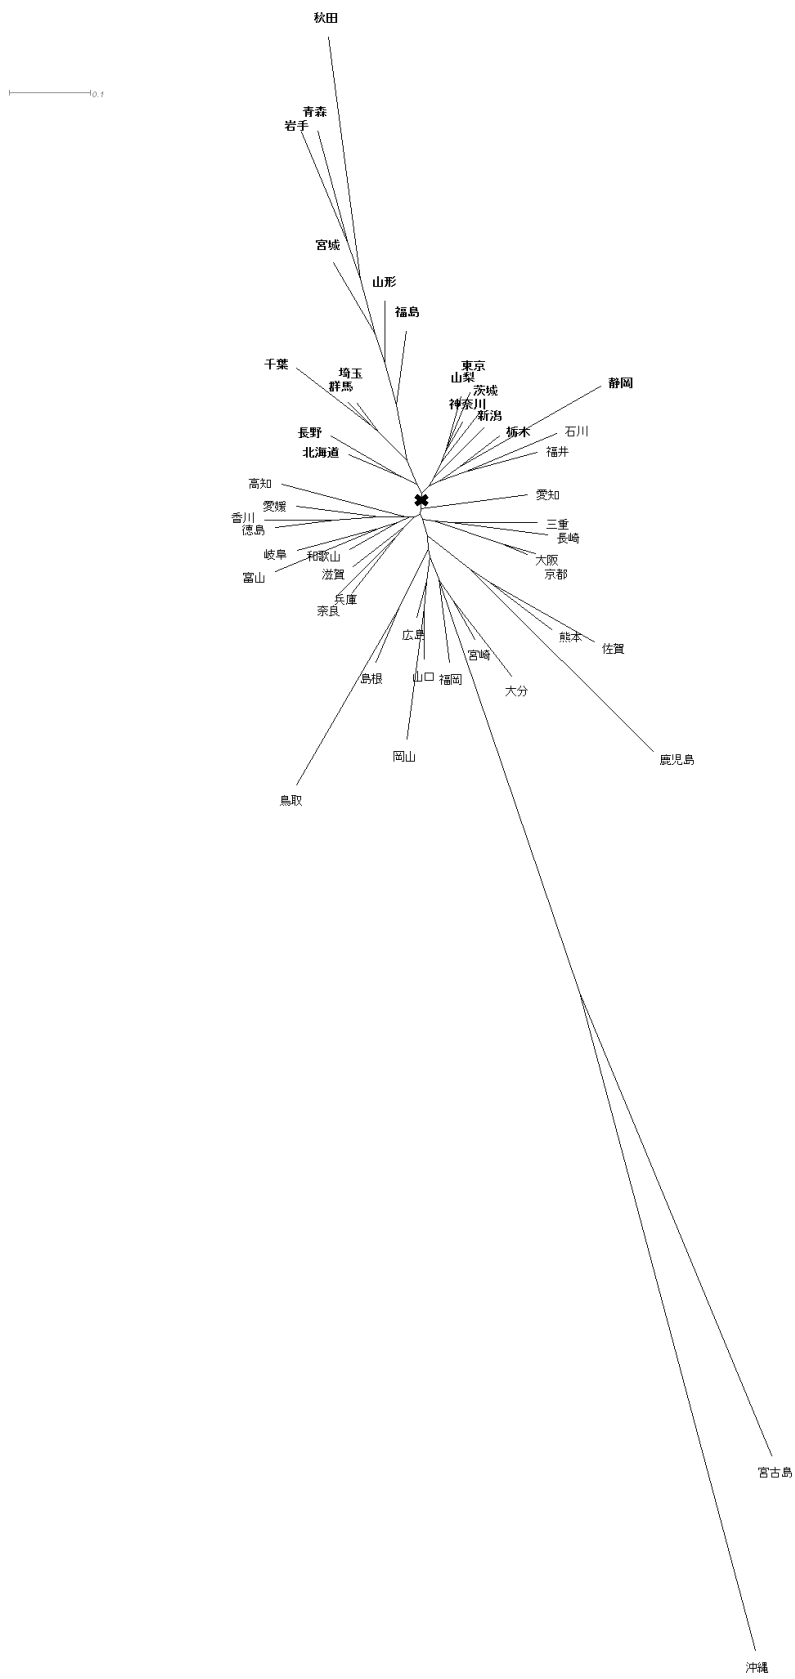 秋田
0.1
青森
岩手
宮城
山形
福島
千葉
東京
埼玉
山梨
静岡
群馬
茨城
神奈川
新潟
長野
栃木
石川
北海道
福井
高知
愛知
愛媛
香川
三重
徳島
長崎
岐阜
和歌山
大阪
滋賀
京都
富山
兵庫
奈良
広島
熊本
佐賀
宮崎
島根
山口
福岡
大分
岡山
鹿児島
鳥取
宮古島
沖縄